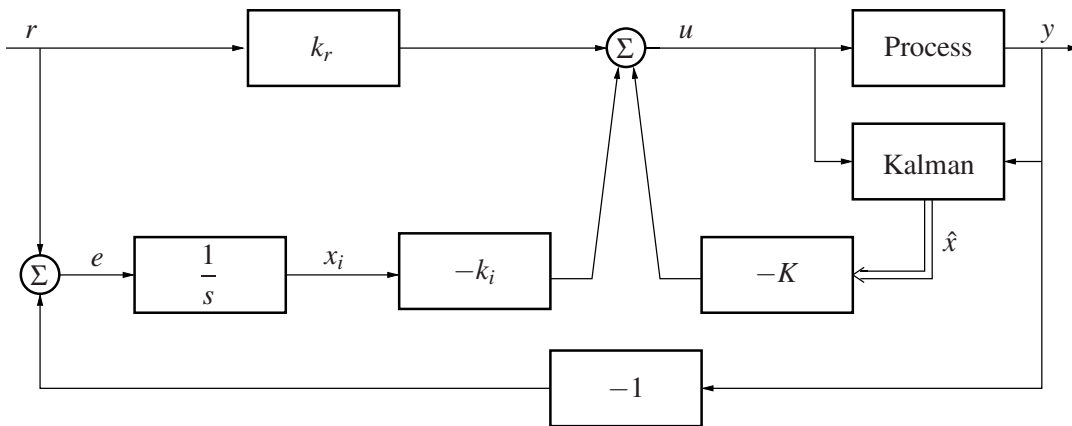 r
k_r
Σ
u
Process
y
Kalman
x̂
Σ
e
1
s
x_i
−k_i
−K
−1